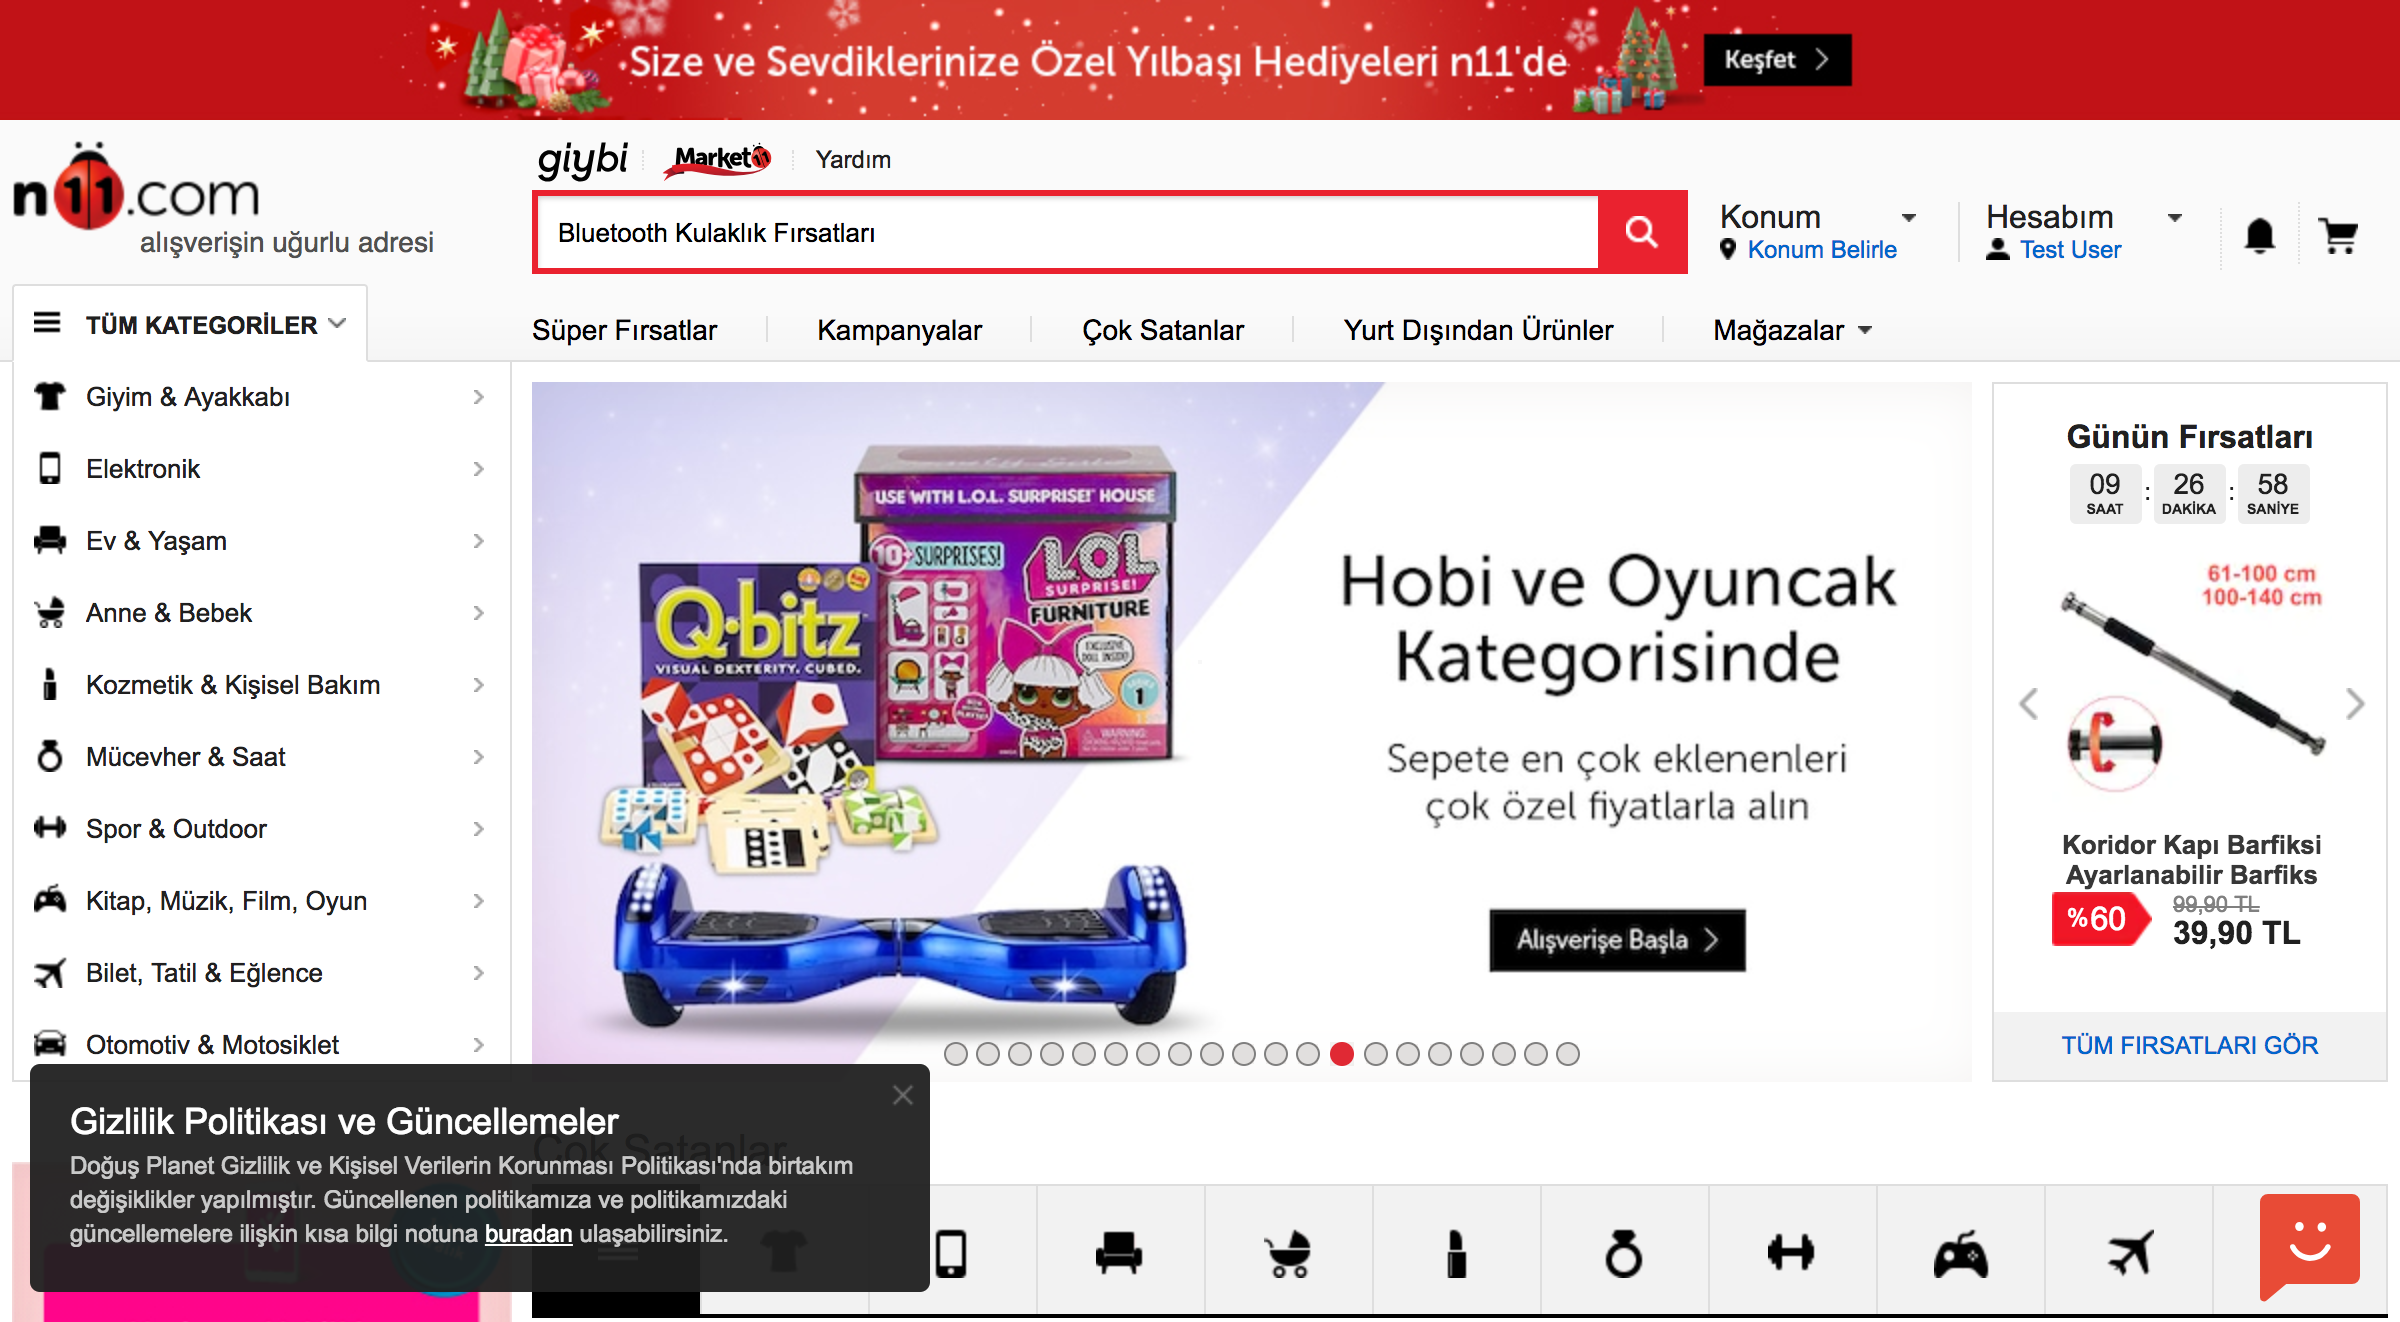 Size ve Sevdiklerinize Özel Yılbaşı Hediyeleri n11'de
Keşfet
n11.com
alışverişin uğurlu adresi
giybi
Market11
Yardım
Bluetooth Kulaklık Fırsatları
Konum
Konum Belirle
Hesabım
Test User
TÜM KATEGORİLER
Süper Fırsatlar
Kampanyalar
Çok Satanlar
Yurt Dışından Ürünler
Mağazalar
Giyim & Ayakkabı
Elektronik
Ev & Yaşam
Anne & Bebek
Kozmetik & Kişisel Bakım
Mücevher & Saat
Spor & Outdoor
Kitap, Müzik, Film, Oyun
Bilet, Tatil & Eğlence
Otomotiv & Motosiklet
USE WITH L.O.L. SURPRISE! HOUSE
10+ SURPRISES!
L.O.L.
SURPRISE!
FURNITURE
EXCLUSIVE
DOLL INSIDE!
SERIES
1
WARNING:
Q·bitz
VISUAL DEXTERITY. CUBED.
Hobi ve Oyuncak
Kategorisinde
Sepete en çok eklenenleri
çok özel fiyatlarla alın
Alışverişe Başla
Günün Fırsatları
09 : 26 : 58
SAAT DAKİKA SANİYE
61-100 cm
100-140 cm
Koridor Kapı Barfiksi
Ayarlanabilir Barfiks
%60
99,90 TL
39,90 TL
TÜM FIRSATLARI GÖR
Çok Satanlar
Gizlilik Politikası ve Güncellemeler
Doğuş Planet Gizlilik ve Kişisel Verilerin Korunması Politikası'nda birtakım
değişiklikler yapılmıştır. Güncellenen politikamıza ve politikamızdaki
güncellemelere ilişkin kısa bilgi notuna buradan ulaşabilirsiniz.